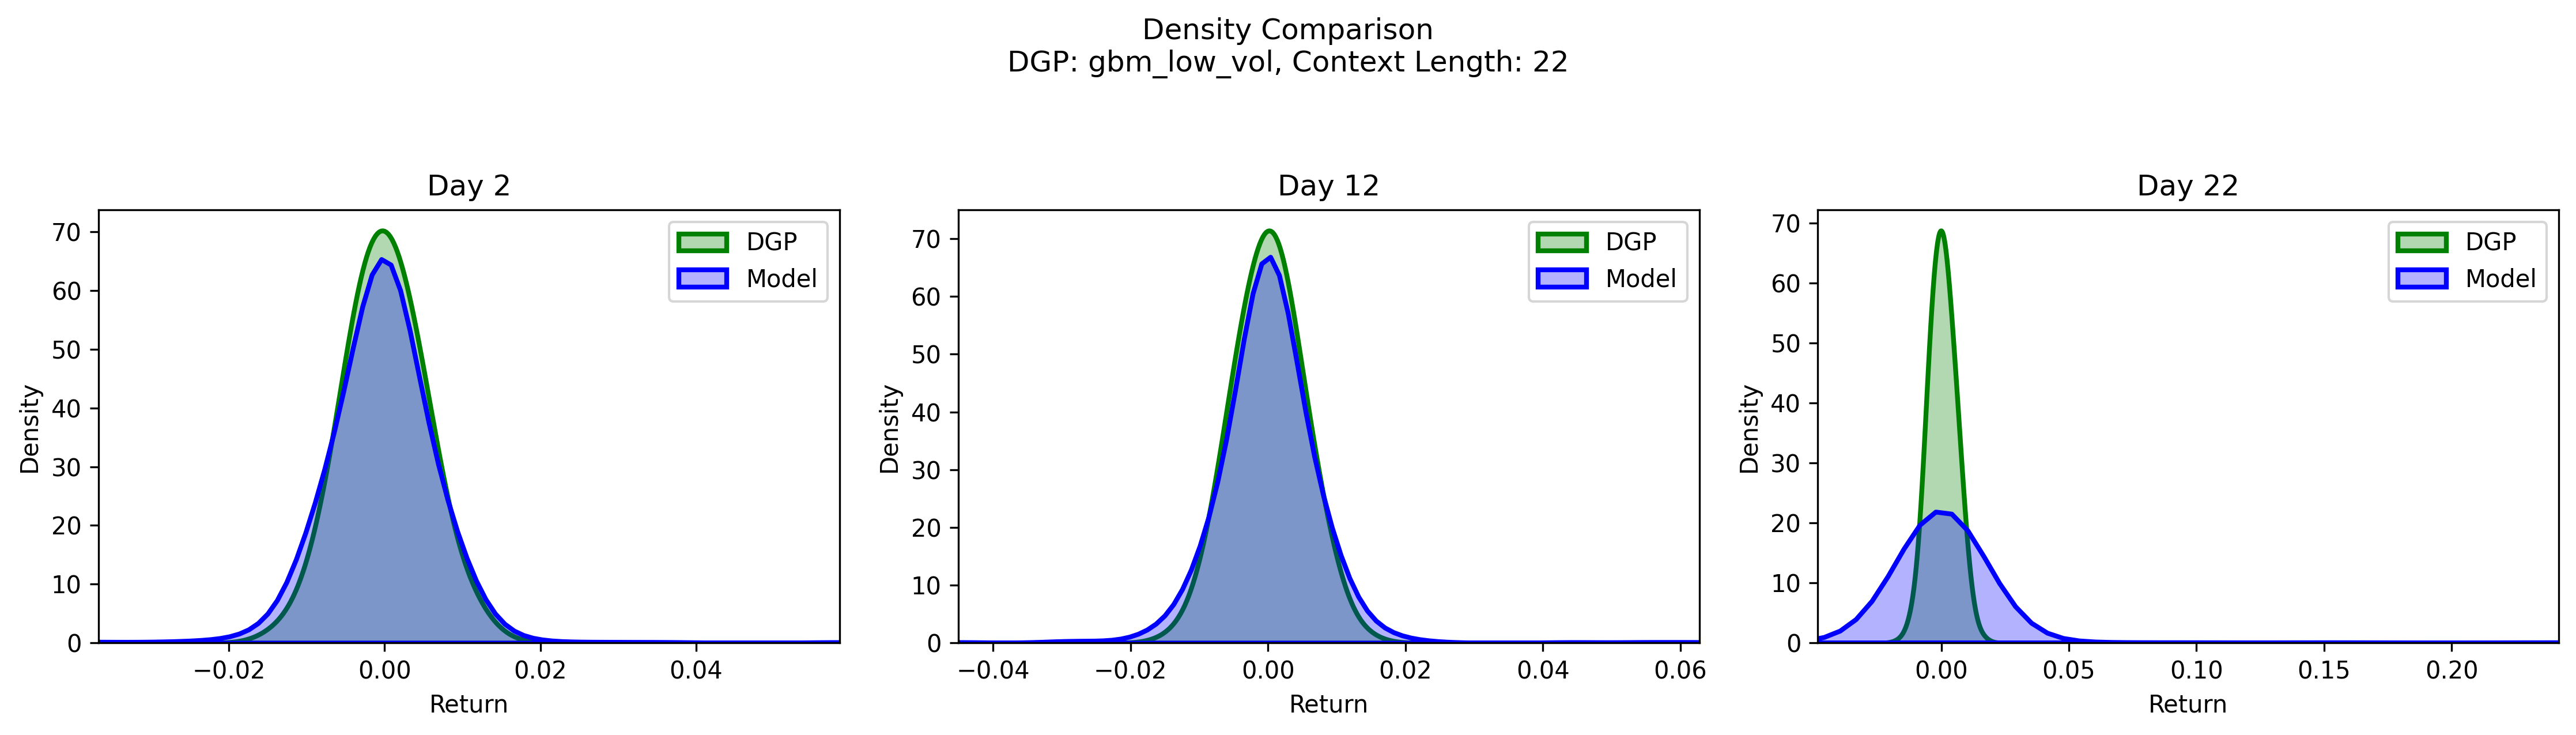 Density Comparison
DGP: gbm_low_vol, Context Length: 22
Day 2
70
60
50
40
30
20
10
0
Density
−0.02 0.00 0.02 0.04
Return
DGP
Model
Day 12
70
60
50
40
30
20
10
0
Density
−0.04 −0.02 0.00 0.02 0.04 0.06
Return
DGP
Model
Day 22
70
60
50
40
30
20
10
0
Density
0.00 0.05 0.10 0.15 0.20
Return
DGP
Model